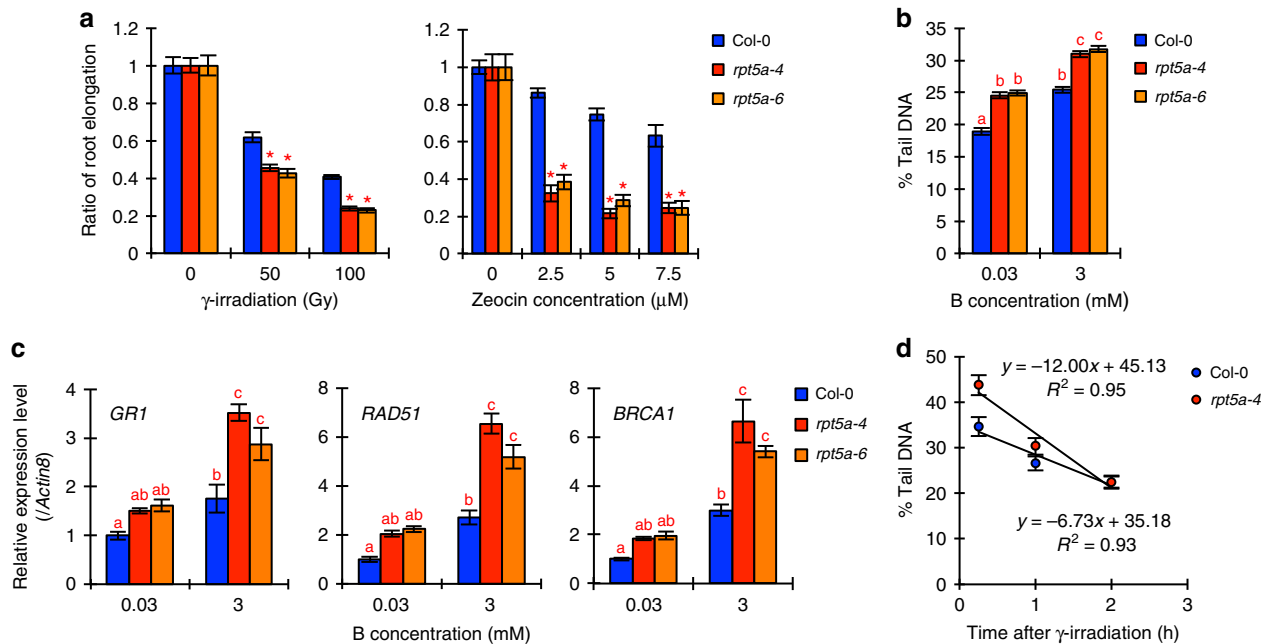 a
1.2
1
0.8
0.6
0.4
0.2
0
Ratio of root elongation
* *
* *
0 50 100
γ-irradiation (Gy)
1.2
1
0.8
0.6
0.4
0.2
0
* *
* *
* *
0 2.5 5 7.5
Zeocin concentration (μM)
Col-0
rpt5a-4
rpt5a-6
b
35
30
25
20
15
10
5
0
% Tail DNA
a b b
b c c
0.03 3
B concentration (mM)
Col-0
rpt5a-4
rpt5a-6
c
Relative expression level
(/Actin8)
4
3
2
1
0
GR1
a ab ab
b c c
0.03 3
8
6
4
2
0
RAD51
a ab ab
b c c
0.03 3
8
6
4
2
0
BRCA1
a ab ab
b c c
0.03 3
B concentration (mM)
Col-0
rpt5a-4
rpt5a-6
d
50
40
30
20
10
0
% Tail DNA
y = −12.00x + 45.13
R2 = 0.95
y = −6.73x + 35.18
R2 = 0.93
0 1 2 3
Time after γ-irradiation (h)
Col-0
rpt5a-4